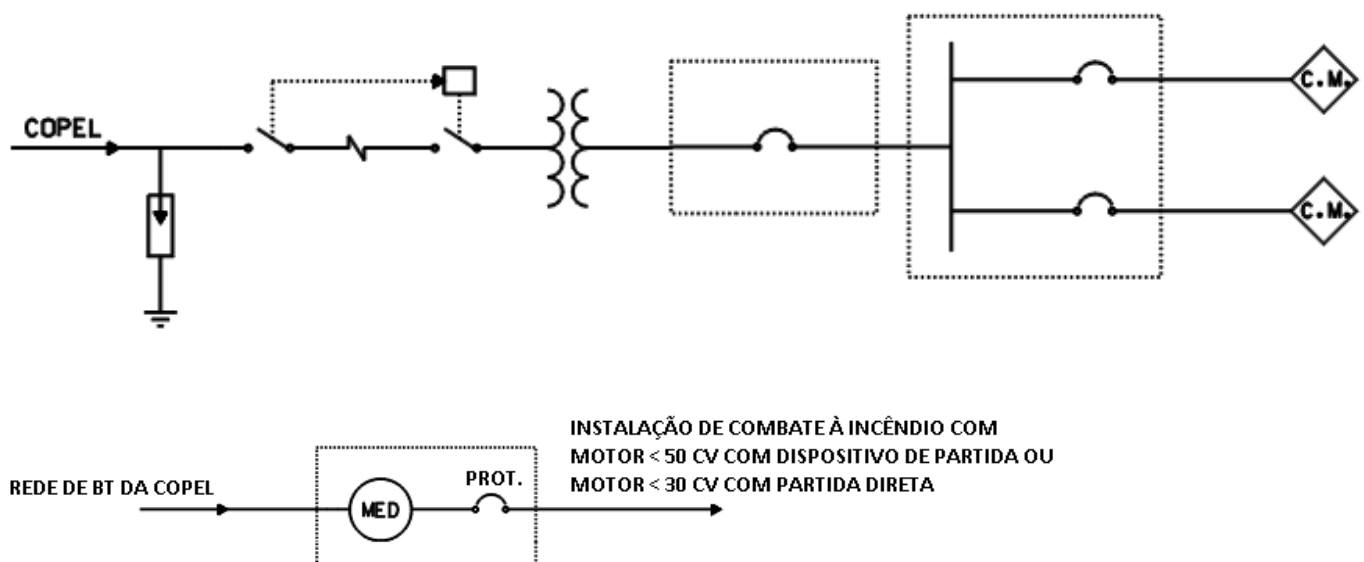 COPEL
C.M.
C.M.
INSTALAÇÃO DE COMBATE À INCÊNDIO COM
MOTOR < 50 CV COM DISPOSITIVO DE PARTIDA OU
MOTOR < 30 CV COM PARTIDA DIRETA
REDE DE BT DA COPEL
MED
PROT.